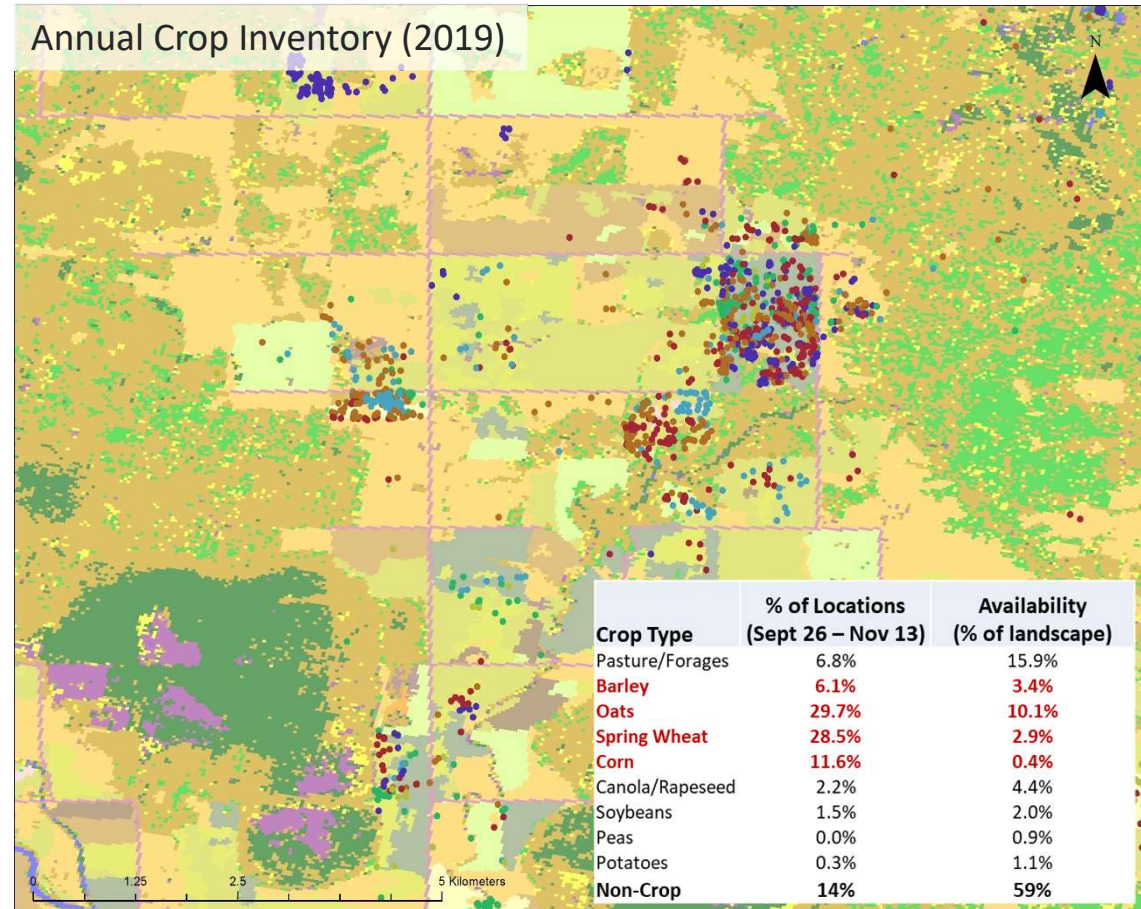 Annual Crop Inventory (2019)
N
Crop Type % of Locations (Sept 26 – Nov 13) Availability (% of landscape)
Pasture/Forages 6.8% 15.9%
Barley 6.1% 3.4%
Oats 29.7% 10.1%
Spring Wheat 28.5% 2.9%
Corn 11.6% 0.4%
Canola/Rapeseed 2.2% 4.4%
Soybeans 1.5% 2.0%
Peas 0.0% 0.9%
Potatoes 0.3% 1.1%
Non-Crop 14% 59%
0 1.25 2.5 5 Kilometers